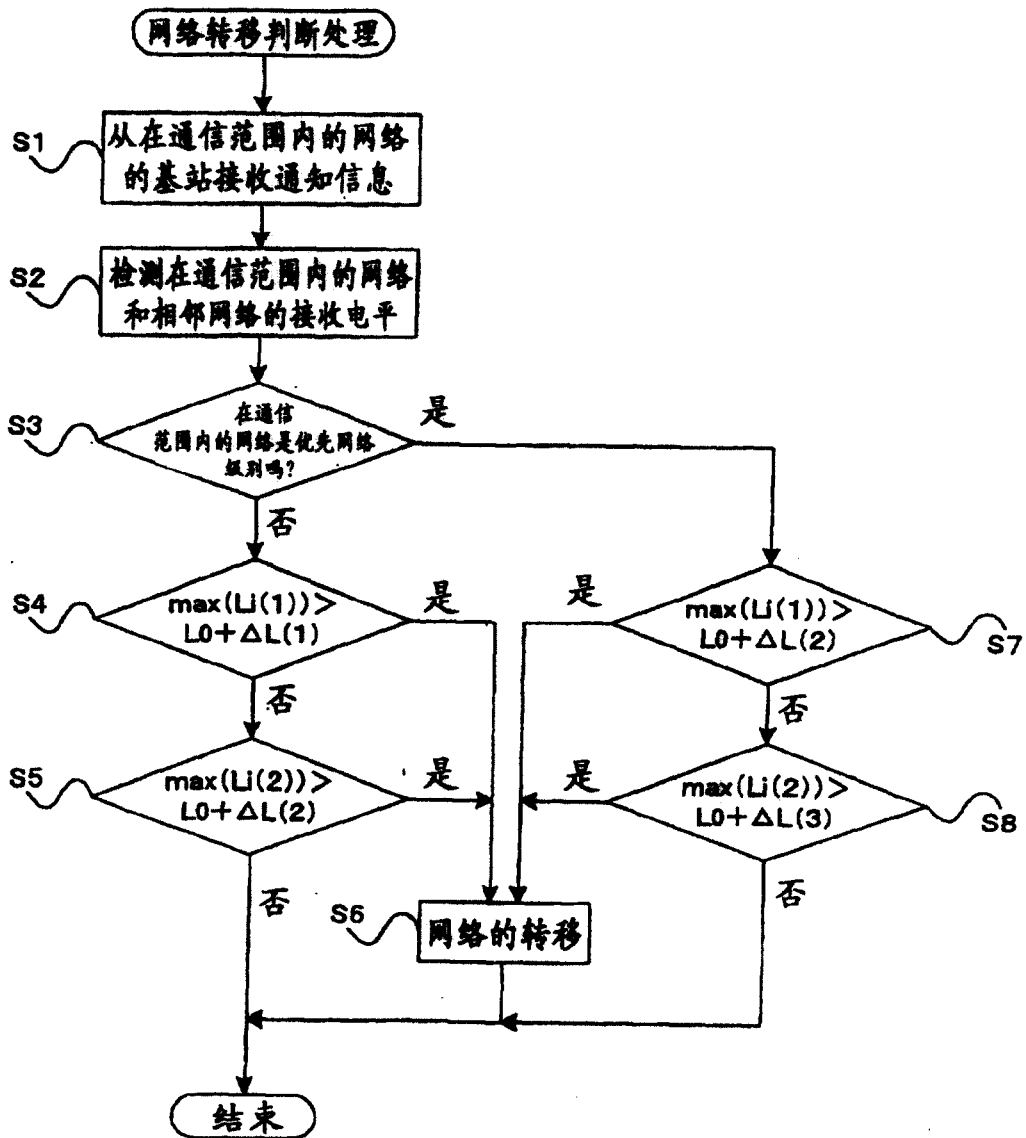 网络转移判断处理
S1
从在通信范围内的网络
的基站接收通知信息
S2
检测在通信范围内的网络
和相邻网络的接收电平
S3
在通信
范围内的网络是优先网络
级别吗?
是
否
S4
max(Li(1))>
L0+△L(1)
是
否
是
max(Li(1))>
L0+△L(2)
S7
否
S5
max(Li(2))>
L0+△L(2)
是
否
是
max(Li(2))>
L0+△L(3)
S8
否
S6
网络的转移
结束